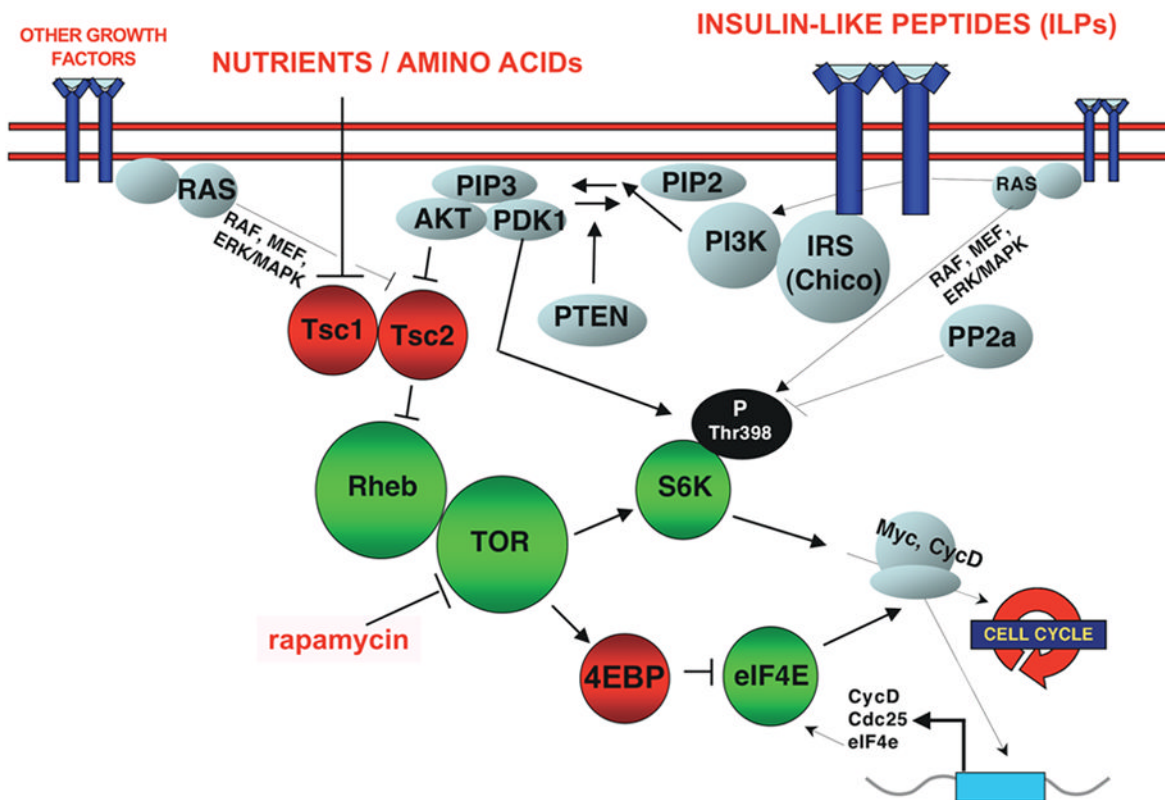 OTHER GROWTH
FACTORS
NUTRIENTS / AMINO ACIDs
INSULIN-LIKE PEPTIDES (ILPs)
RAS
RAF, MEF,
ERK/MAPK
PIP3
AKT
PDK1
PIP2
PI3K
IRS
(Chico)
RAS
RAF, MEF,
ERK/MAPK
PTEN
PP2a
Tsc1
Tsc2
P
Thr398
Rheb
S6K
TOR
Myc, CycD
rapamycin
CELL CYCLE
4EBP
eIF4E
CycD
Cdc25
eIF4e